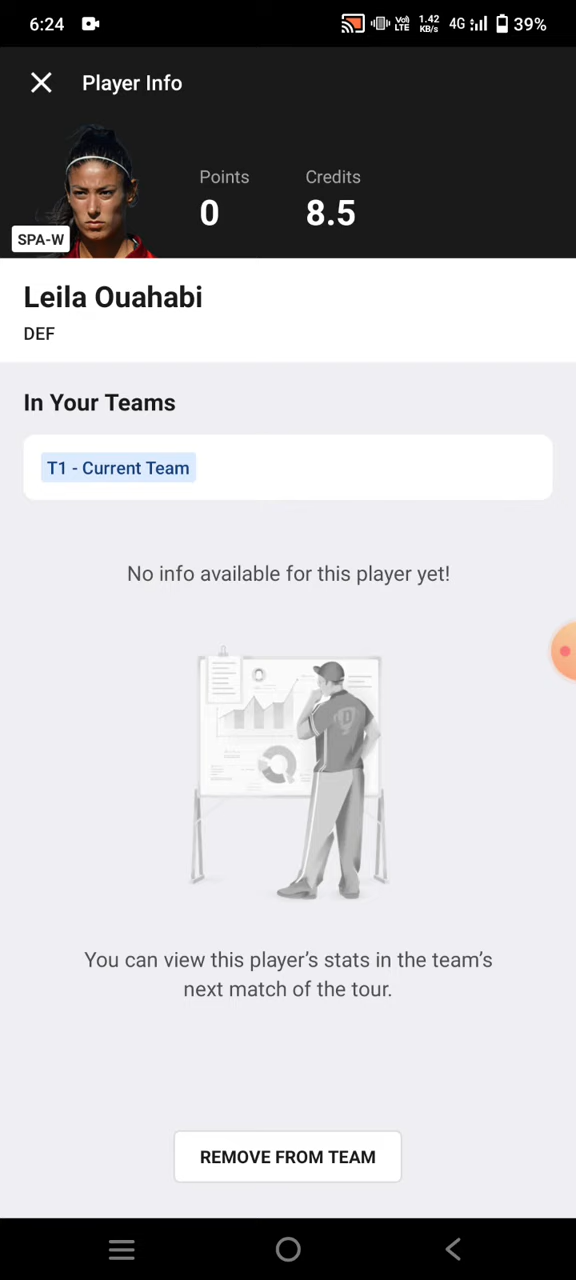 6:24
Vo) LTE
1.42 KB/s
4G
39%
Player Info
Points
Credits
0
8.5
SPA-W
Leila Ouahabi
DEF
In Your Teams
T1 - Current Team
No info available for this player yet!
D
You can view this player’s stats in the team’s
next match of the tour.
REMOVE FROM TEAM